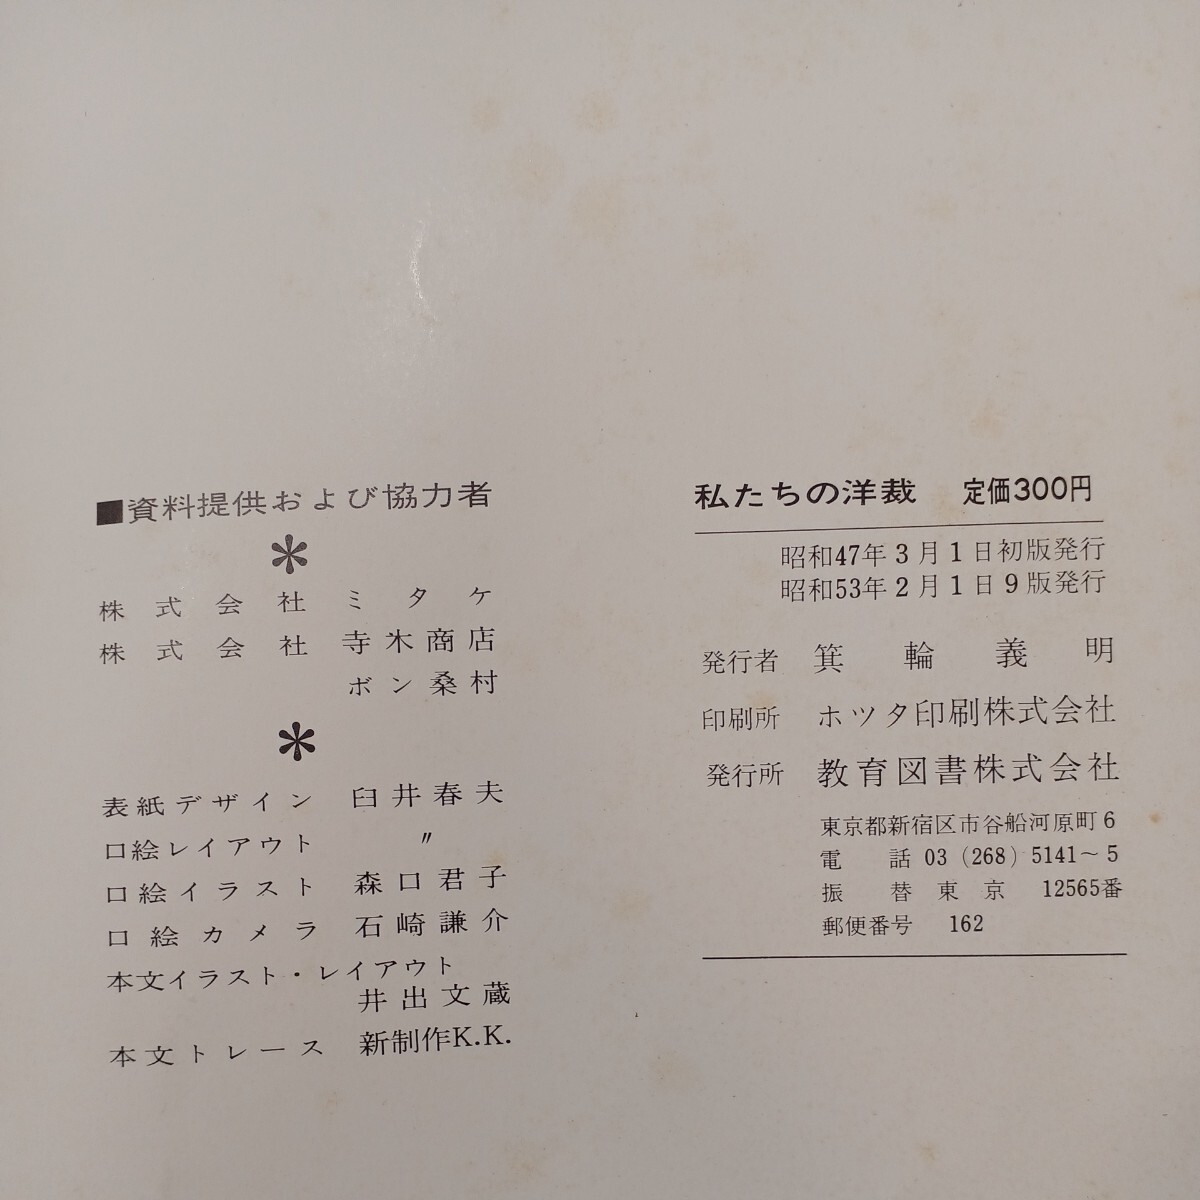 ■資料提供および協力者
＊
株式会社ミタケ
株式会社寺木商店
ボン桑村
＊
表紙デザイン 臼井春夫
口絵レイアウト 〃
口絵イラスト 森口君子
口絵カメラ 石崎謙介
本文イラスト・レイアウト
井出文蔵
本文トレース 新制作K.K.
私たちの洋裁 定価300円
昭和47年3月1日初版発行
昭和53年2月1日9版発行
発行者 箕輪義明
印刷所 ホツタ印刷株式会社
発行所 教育図書株式会社
東京都新宿区市谷船河原町6
電話 03(268)5141～5
振替東京 12565番
郵便番号 162